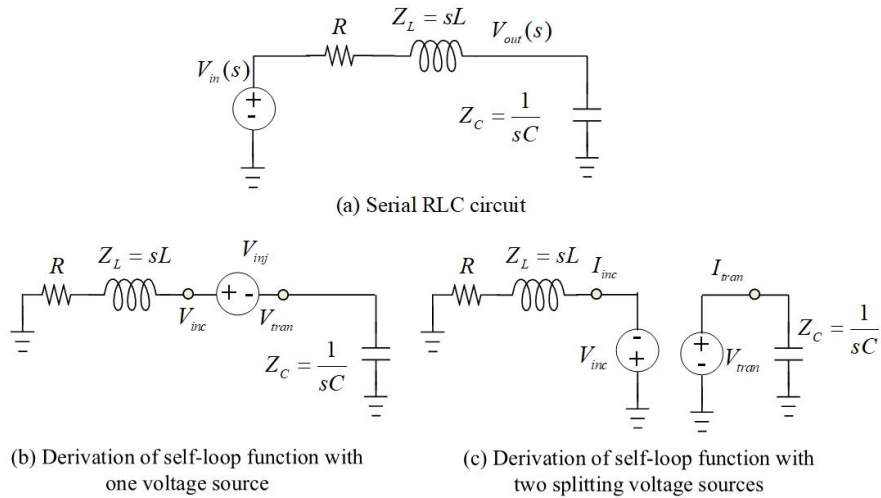 Z_L = sL
R
V_out(s)
V_in(s)
+
-
Z_C = 1/sC
(a) Serial RLC circuit
R
Z_L = sL
V_inj
+ -
V_inc
V_tran
Z_C = 1/sC
(b) Derivation of self-loop function with
one voltage source
R
Z_L = sL
I_inc
I_tran
-
+
V_inc
+
-
V_tran
Z_C = 1/sC
(c) Derivation of self-loop function with
two splitting voltage sources